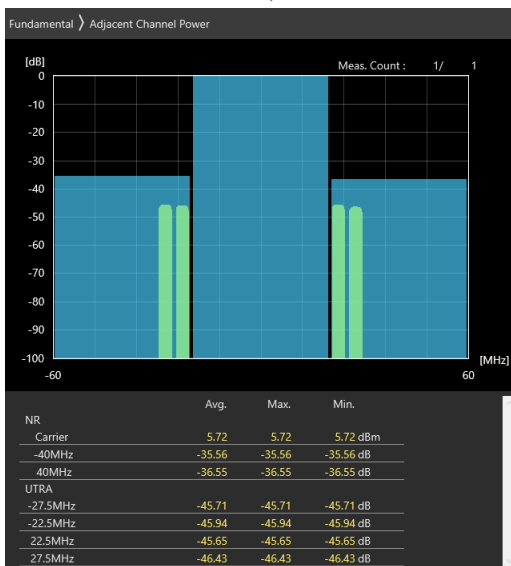 Fundamental 〉 Adjacent Channel Power
[dB] Meas. Count : 1/ 1
0
-10
-20
-30
-40
-50
-60
-70
-80
-90
-100 [MHz]
-60 60
Avg. Max. Min.
NR
Carrier 5.72 5.72 5.72 dBm
-40MHz -35.56 -35.56 -35.56 dB
40MHz -36.55 -36.55 -36.55 dB
UTRA
-27.5MHz -45.71 -45.71 -45.71 dB
-22.5MHz -45.94 -45.94 -45.94 dB
22.5MHz -45.65 -45.65 -45.65 dB
27.5MHz -46.43 -46.43 -46.43 dB